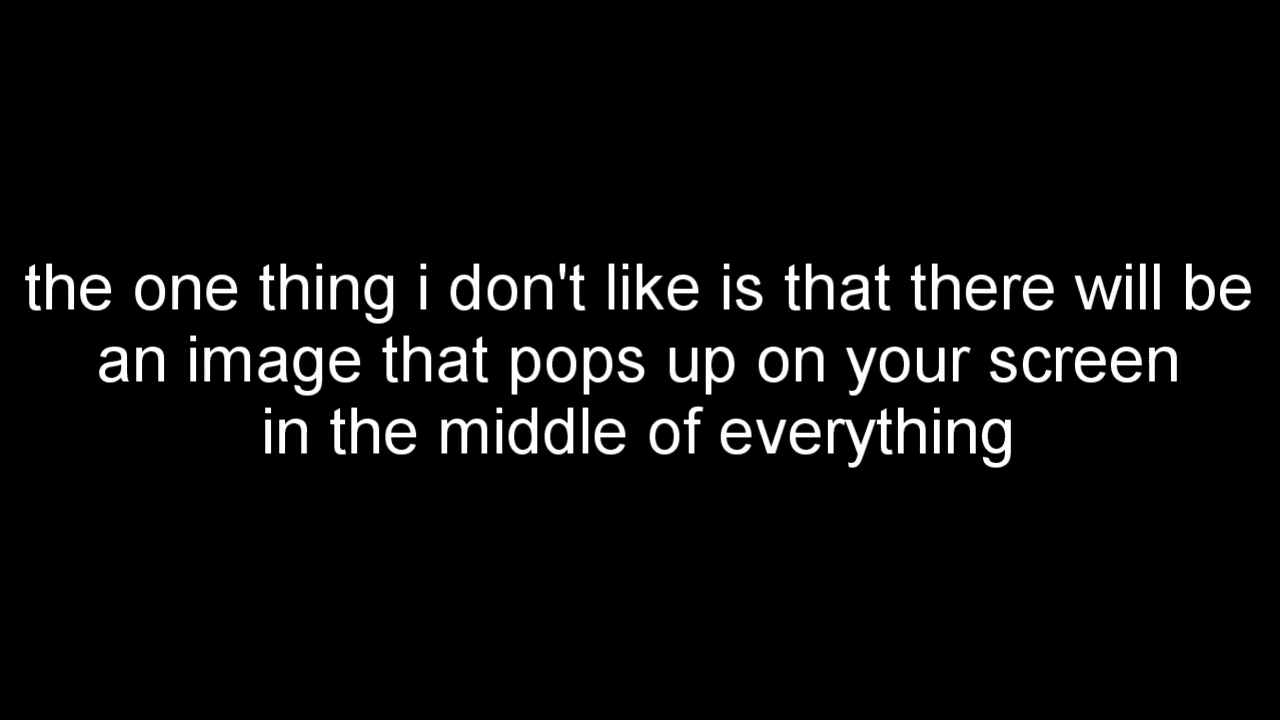 the one thing i don't like is that there will be
an image that pops up on your screen
in the middle of everything